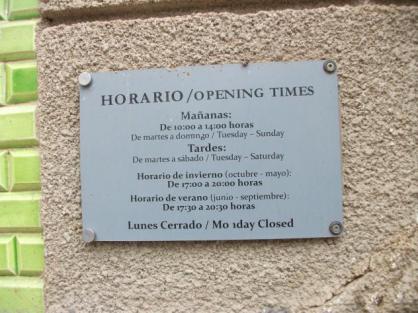 HORARIO / OPENING TIMES
Mañanas:
De 10:00 a 14:00 horas
De martes a domingo / Tuesday – Sunday
Tardes:
De martes a sábado / Tuesday – Saturday
Horario de invierno (octubre - mayo):
De 17:00 a 20:00 horas
Horario de verano (junio - septiembre):
De 17:30 a 20:30 horas
Lunes Cerrado / Mo 1day Closed